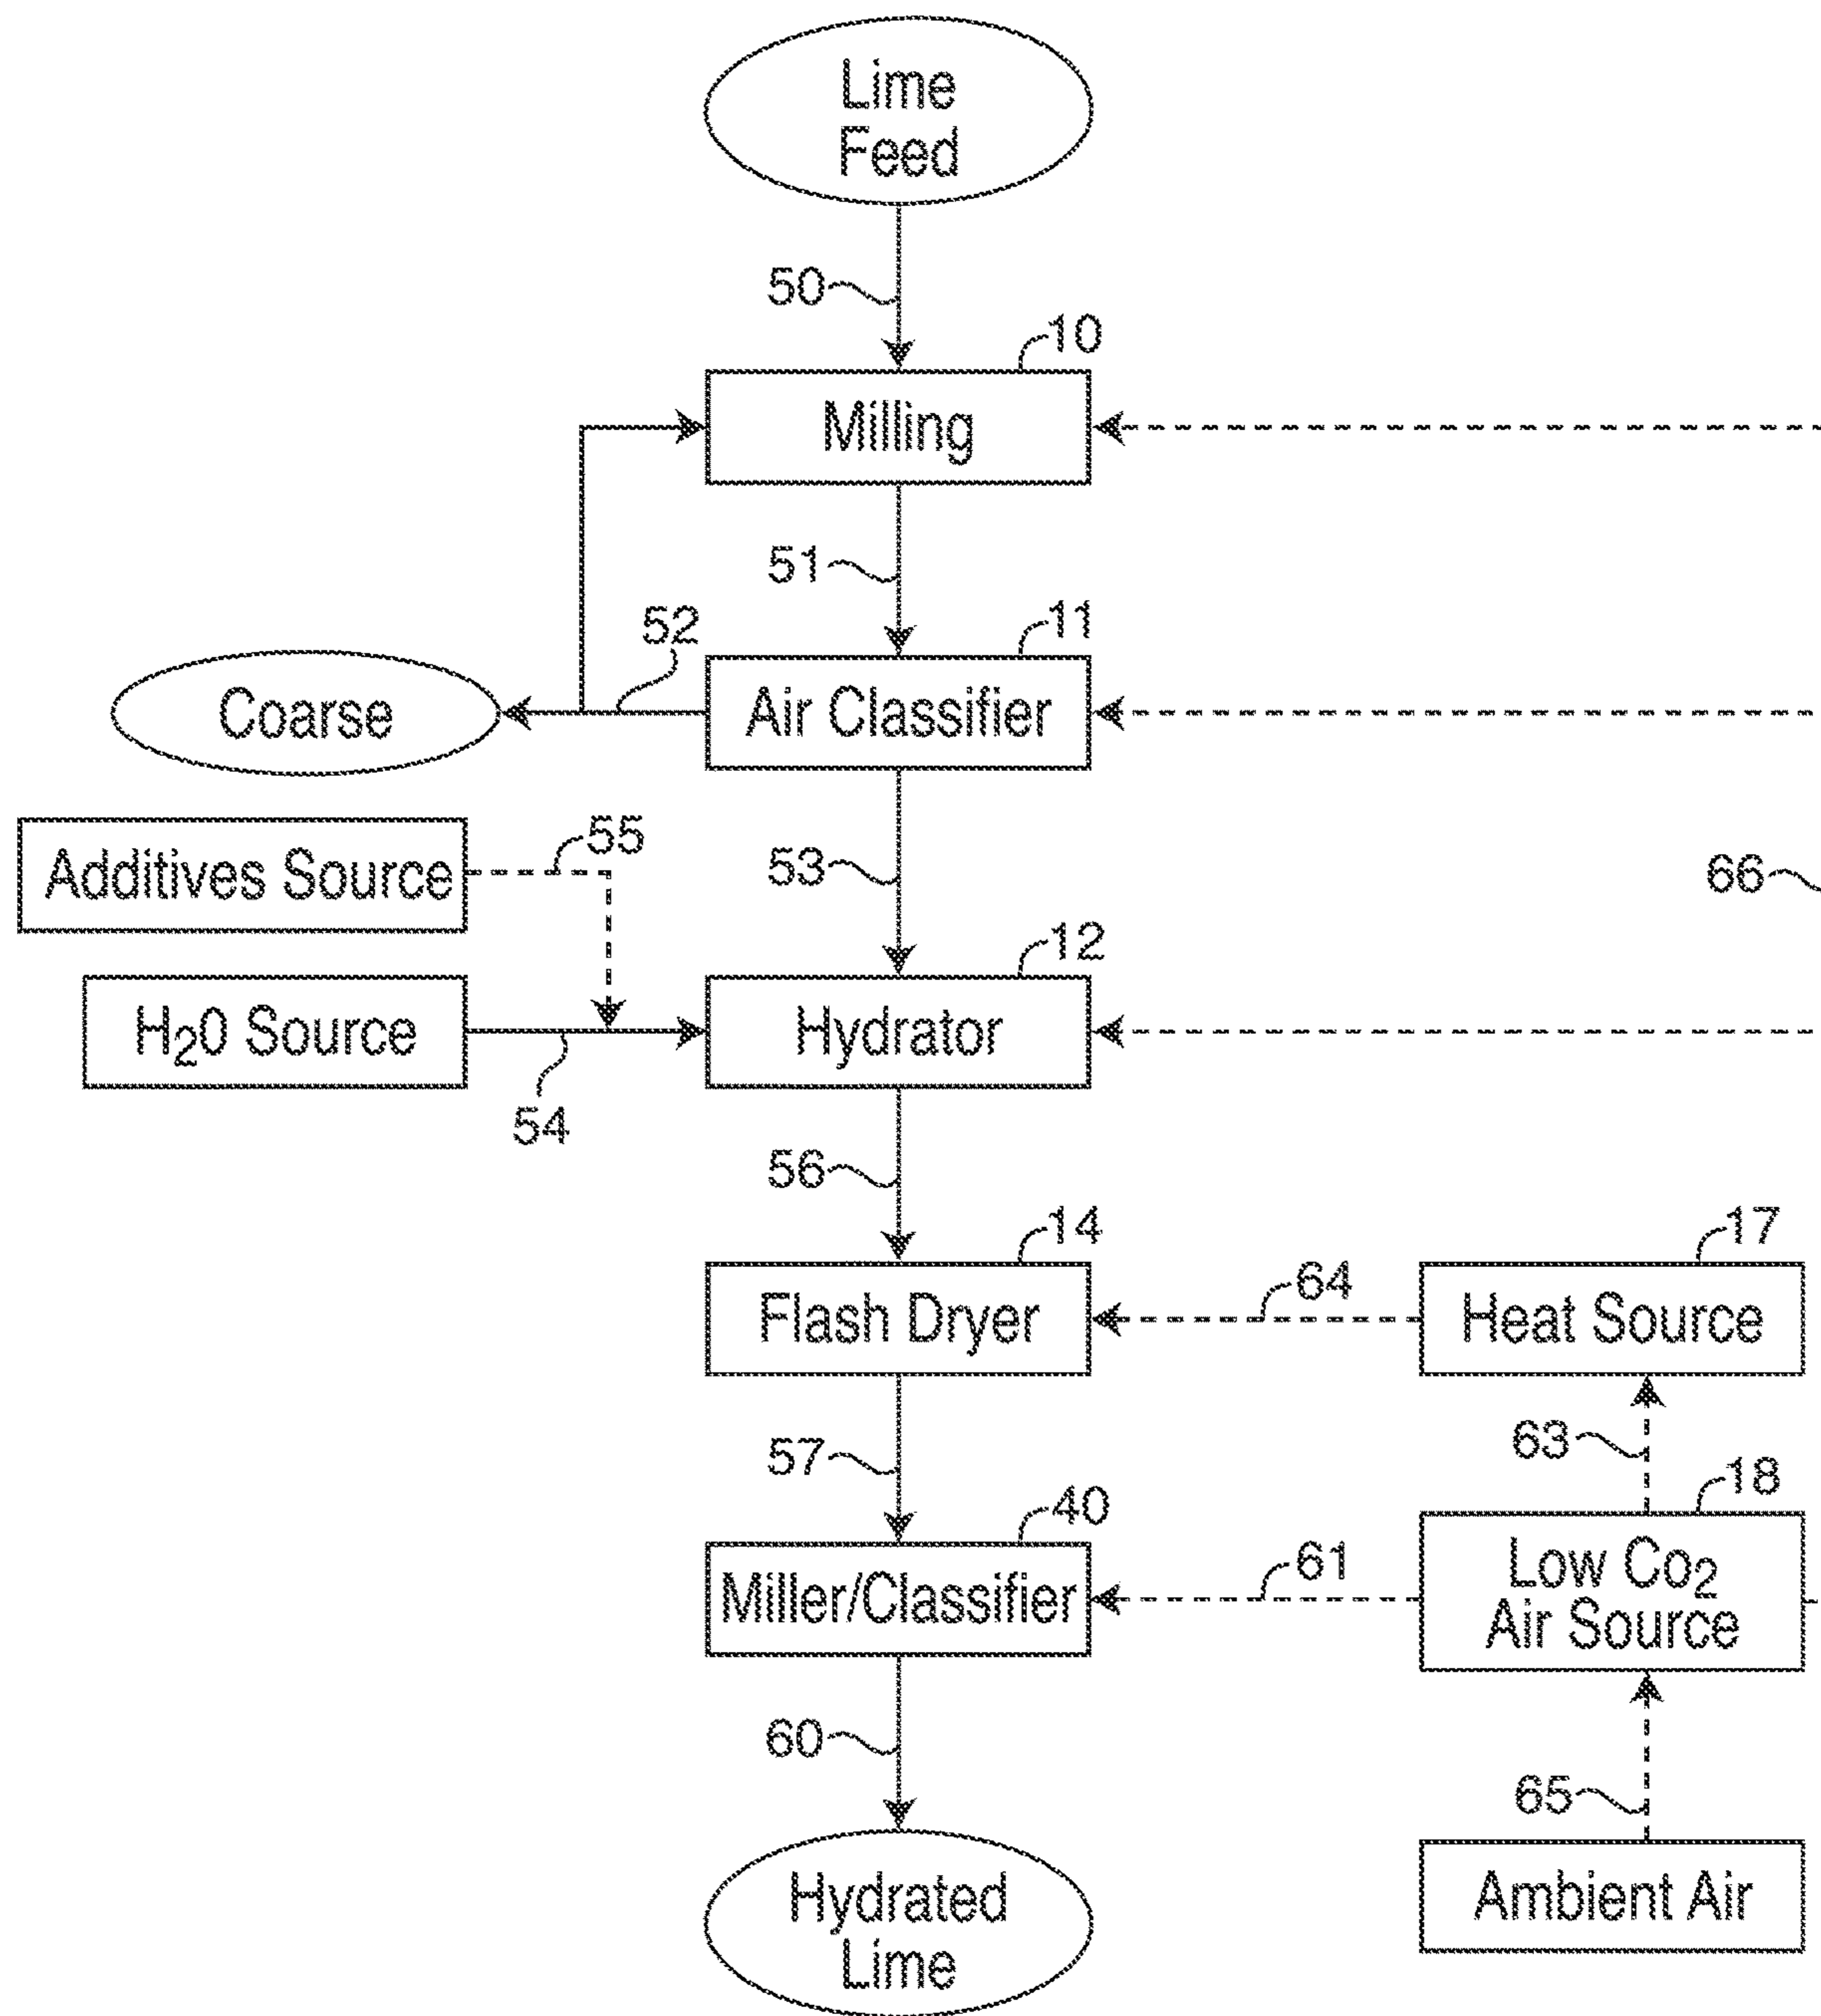 Lime
Feed
50
10
Milling
51
52
11
Coarse
Air Classifier
Additives Source
55
53
66
12
H₂0 Source
Hydrator
54
56
14
17
Flash Dryer
64
Heat Source
57
63
40
18
Miller/Classifier
61
Low Co₂
Air Source
60
65
Hydrated
Lime
Ambient Air